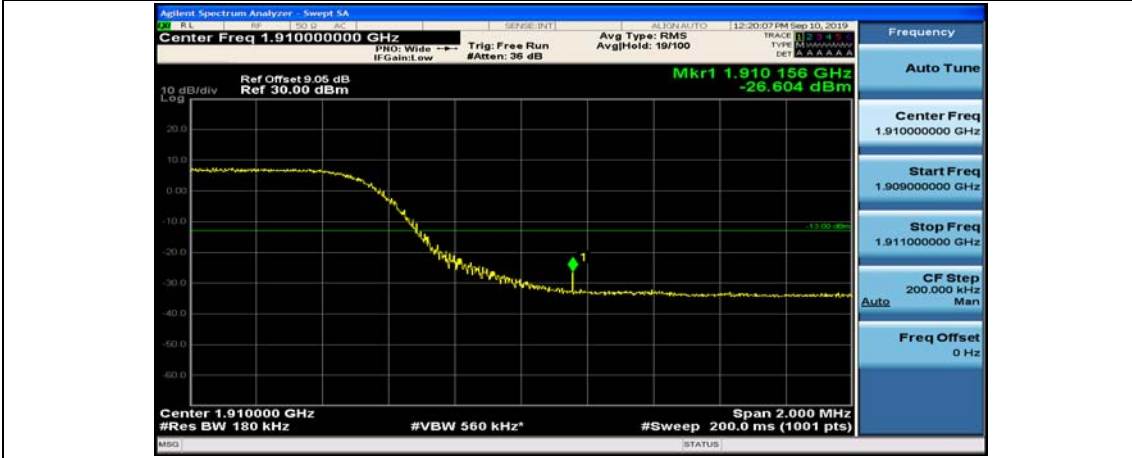 Agilent Spectrum Analyzer - Swept SA
RL RF 50 Ω AC SENSE:INT ALIGN AUTO 12:20:07 PM Sep 10, 2019
Center Freq 1.910000000 GHz
PNO: Wide
IFGain:Low
Trig: Free Run
#Atten: 36 dB
Avg Type: RMS
Avg|Hold: 19/100
TRACE 1 2 3 4 5 6
TYPE M
DET A A A A A A
Frequency
Ref Offset 9.05 dB
Ref 30.00 dBm
10 dB/div
Log
Mkr1 1.910 156 GHz
-26.604 dBm
20.0
10.0
0.00
-10.0
-20.0
-30.0
-40.0
-50.0
-60.0
-13.00 dBm
1
Center 1.910000 GHz
Span 2.000 MHz
#Res BW 180 kHz
#VBW 560 kHz*
#Sweep 200.0 ms (1001 pts)
MSG
STATUS
Auto Tune
Center Freq
1.910000000 GHz
Start Freq
1.909000000 GHz
Stop Freq
1.911000000 GHz
CF Step
200.000 kHz
Auto Man
Freq Offset
0 Hz